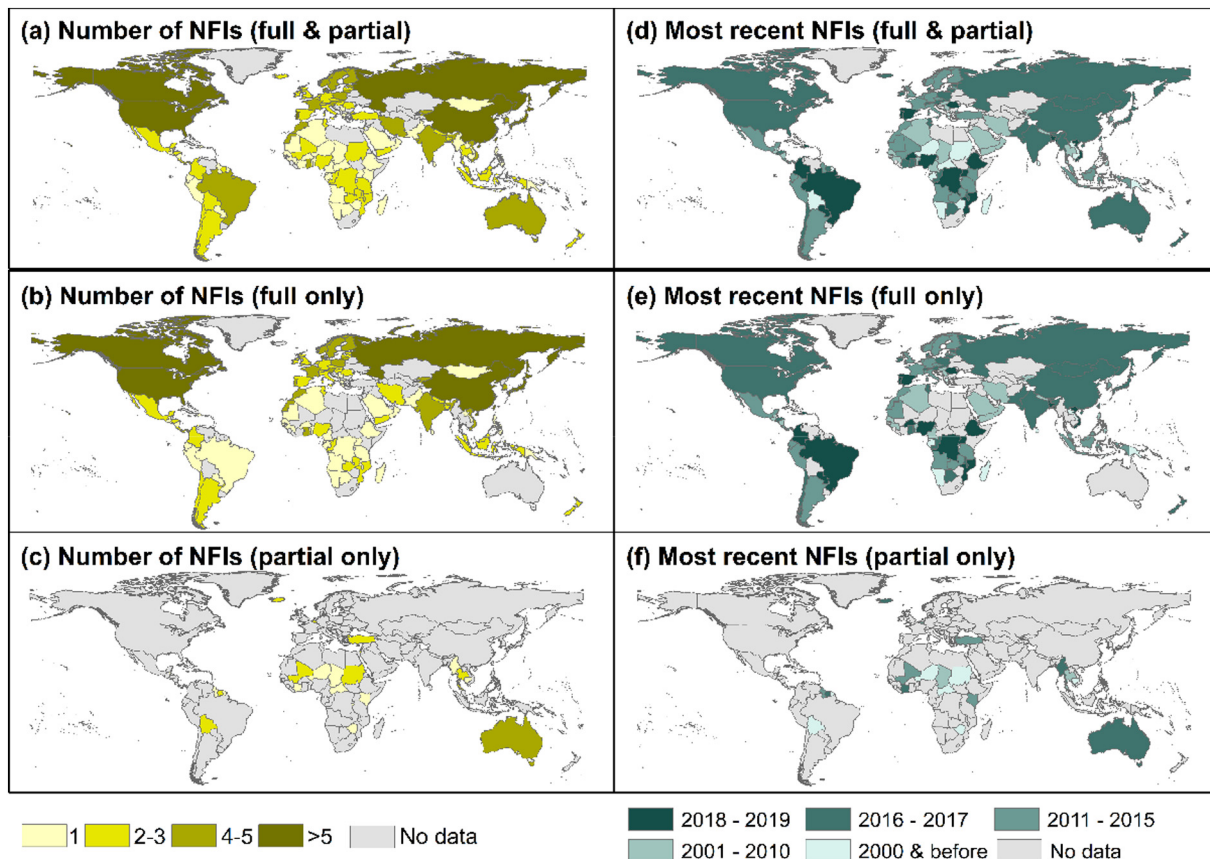 (a) Number of NFIs (full & partial)
(d) Most recent NFIs (full & partial)
(b) Number of NFIs (full only)
(e) Most recent NFIs (full only)
(c) Number of NFIs (partial only)
(f) Most recent NFIs (partial only)
1 2-3 4-5 >5 No data
2018 - 2019 2016 - 2017 2011 - 2015
2001 - 2010 2000 & before No data